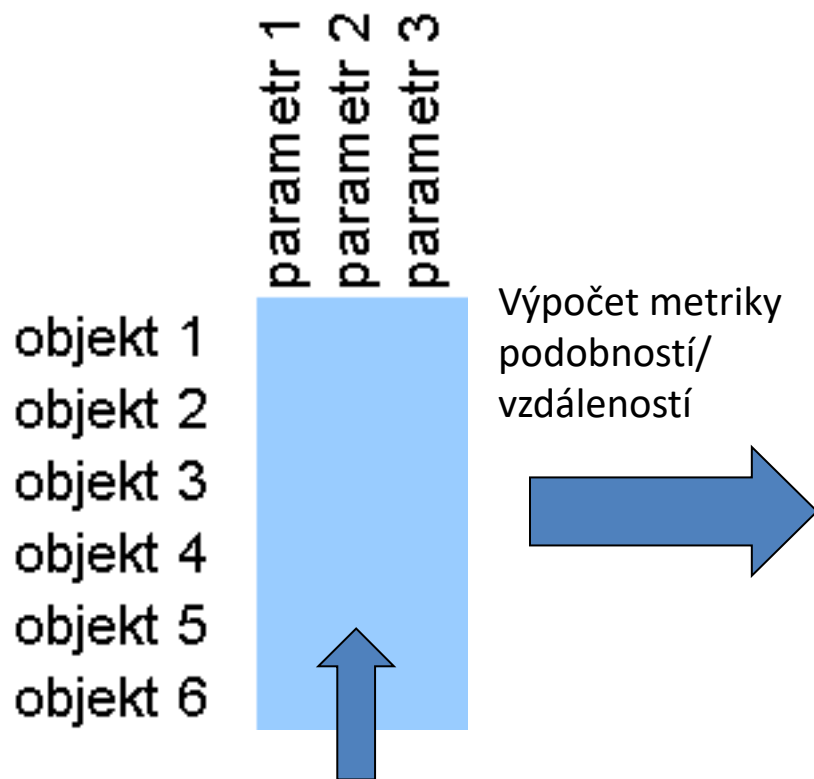 parametr 1
parametr 2
parametr 3
Výpočet metriky
podobností/
vzdáleností
objekt 1
objekt 2
objekt 3
objekt 4
objekt 5
objekt 6